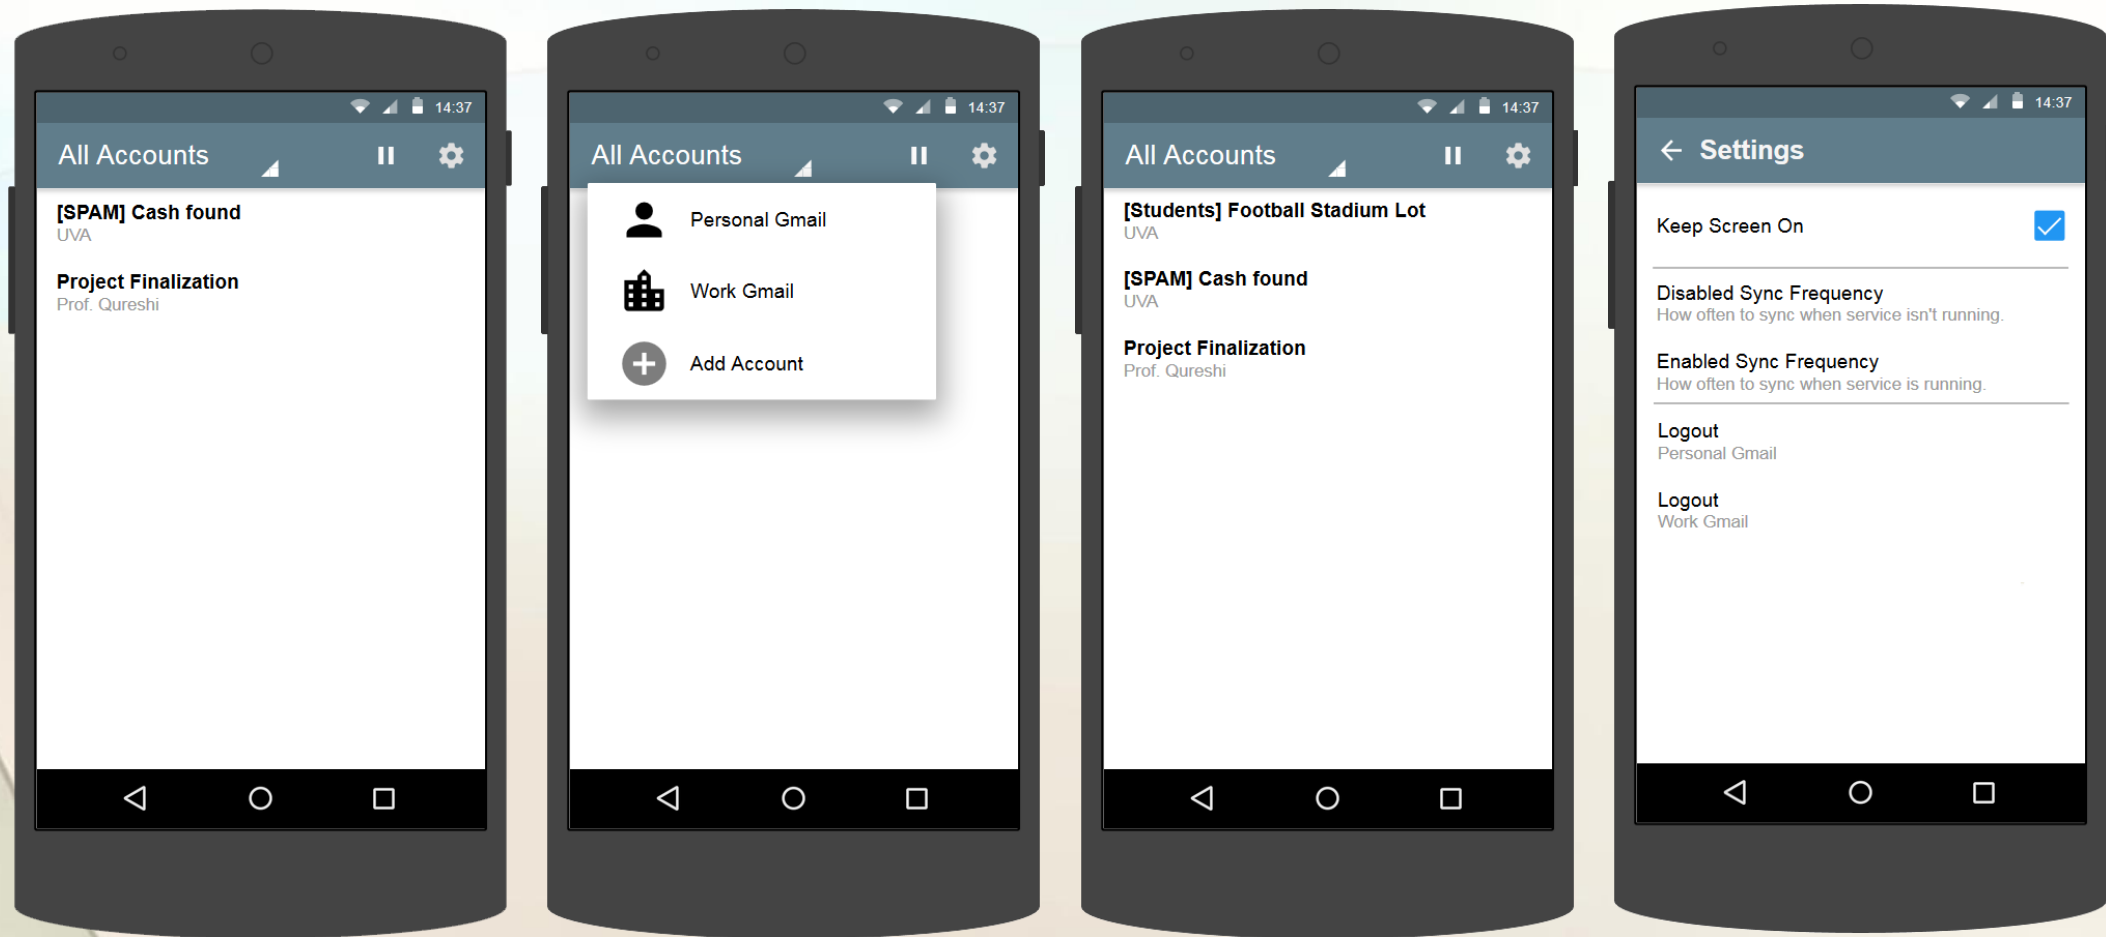 14:37
All Accounts
[SPAM] Cash found
UVA
Project Finalization
Prof. Qureshi
14:37
All Accounts
Personal Gmail
Work Gmail
Add Account
14:37
All Accounts
[Students] Football Stadium Lot
UVA
[SPAM] Cash found
UVA
Project Finalization
Prof. Qureshi
14:37
Settings
Keep Screen On
Disabled Sync Frequency
How often to sync when service isn't running.
Enabled Sync Frequency
How often to sync when service is running.
Logout
Personal Gmail
Logout
Work Gmail